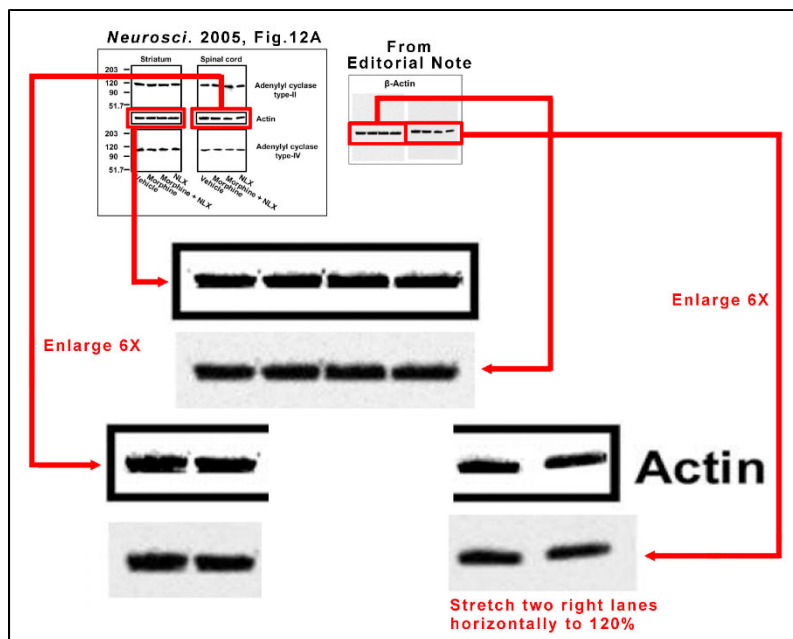 Neurosci. 2005, Fig.12A
From
Editorial Note
Striatum
Spinal cord
203
120
90
51.7
Adenylyl cyclase
type-II
Actin
203
120
90
51.7
Adenylyl cyclase
type-IV
Vehicle
Morphine
Morphine + NLX
NLX
Vehicle
Morphine
Morphine + NLX
NLX
β-Actin
Enlarge 6X
Enlarge 6X
Actin
Stretch two right lanes
horizontally to 120%